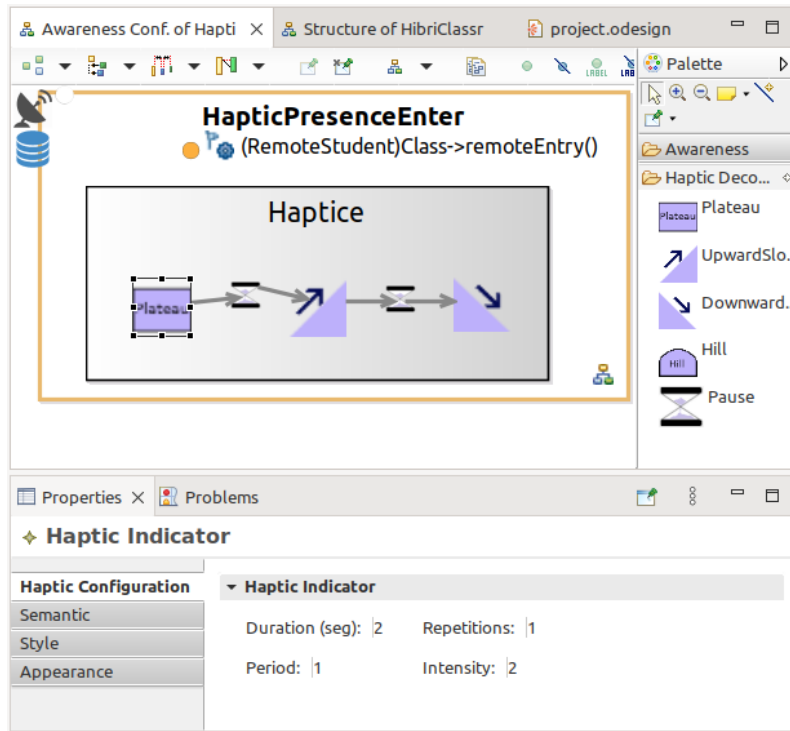 Awareness Conf. of Hapti
Structure of HibriClassr
project.odesign
LABEL
LAB
Palette
HapticPresenceEnter
(RemoteStudent)Class->remoteEntry()
Haptice
Plateau
Awareness
Haptic Deco...
Plateau
Plateau
UpwardSlo.
Downward.
Hill
Hill
Pause
Properties
Problems
Haptic Indicator
Haptic Configuration
Semantic
Style
Appearance
Haptic Indicator
Duration (seg): 2
Repetitions: 1
Period: 1
Intensity: 2